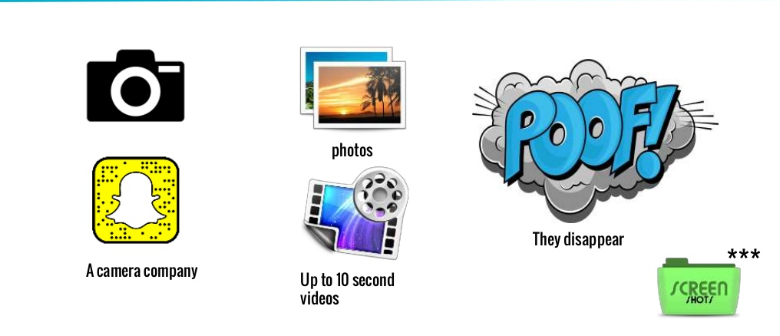 A camera company
photos
Up to 10 second
videos
POOF!
They disappear
***
SCREEN
SHOTS